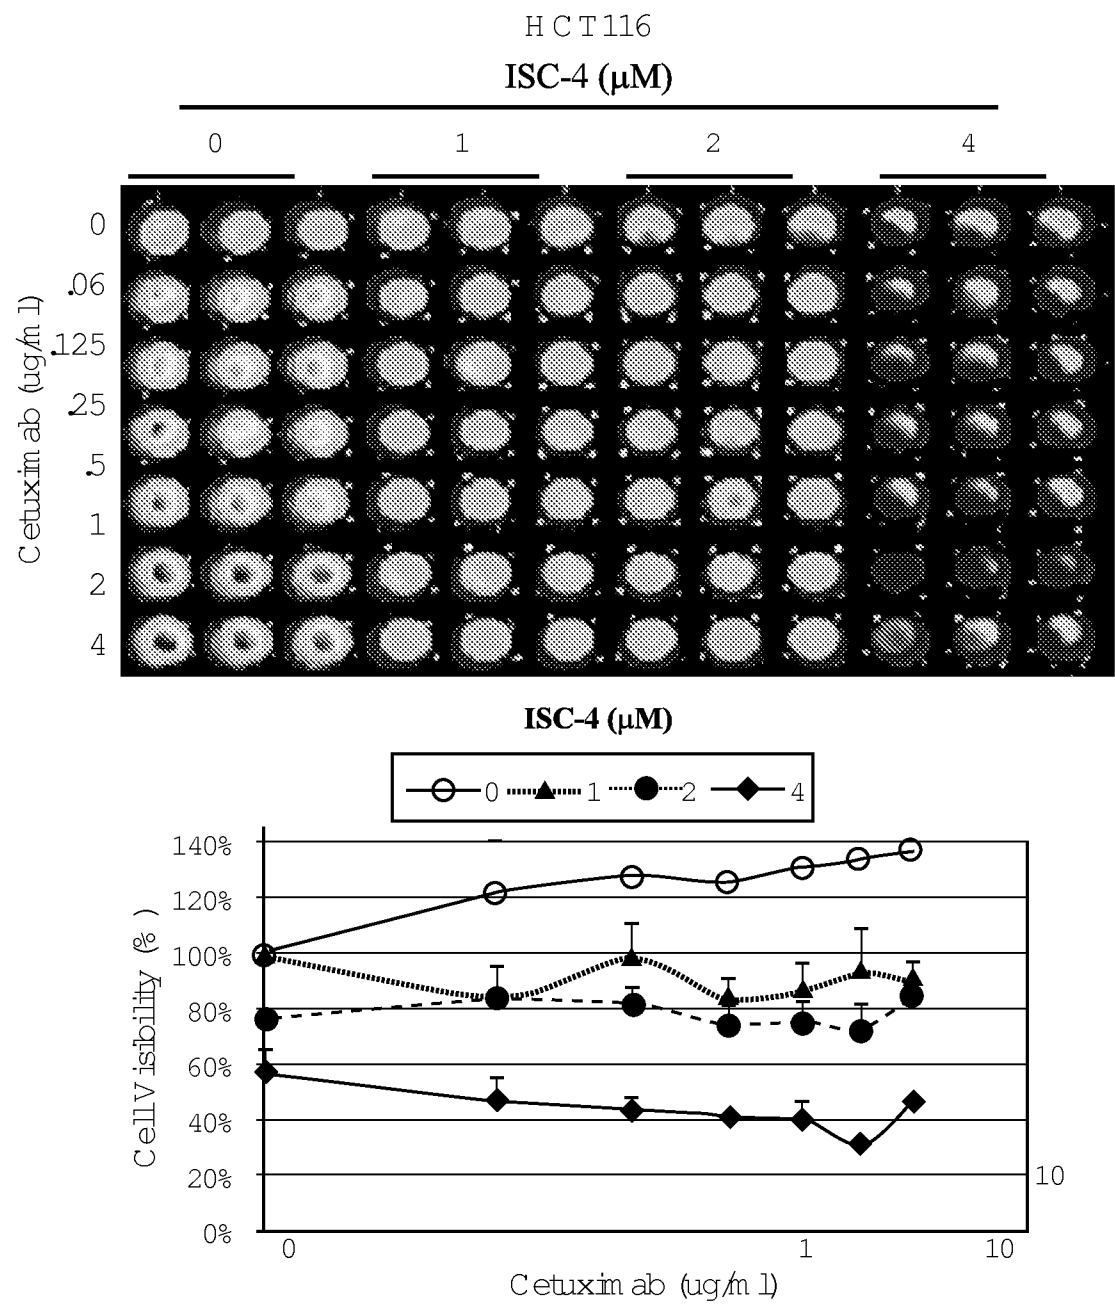 HCT116
ISC-4 (μM)
0 1 2 4
Cetuximab (ug/ml)
0
.06
.125
.25
.5
1
2
4
ISC-4 (μM)
0 1 2 4
Cell Visibility (%)
140%
120%
100%
80%
60%
40%
20%
0%
10
0 1 10
Cetuximab (ug/ml)